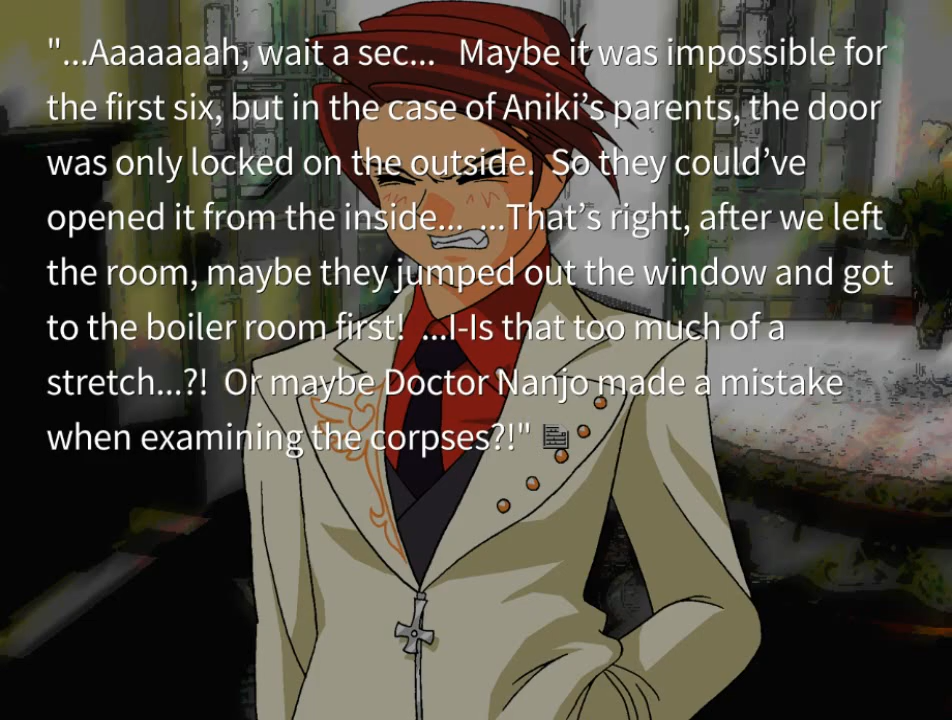 "...Aaaaaaah, wait a sec...   Maybe it was impossible for
the first six, but in the case of Aniki’s parents, the door
was only locked on the outside.  So they could’ve
opened it from the inside... ...That’s right, after we left
the room, maybe they jumped out the window and got
to the boiler room first!  ...I-Is that too much of a
stretch...?!  Or maybe Doctor Nanjo made a mistake
when examining the corpses?!"